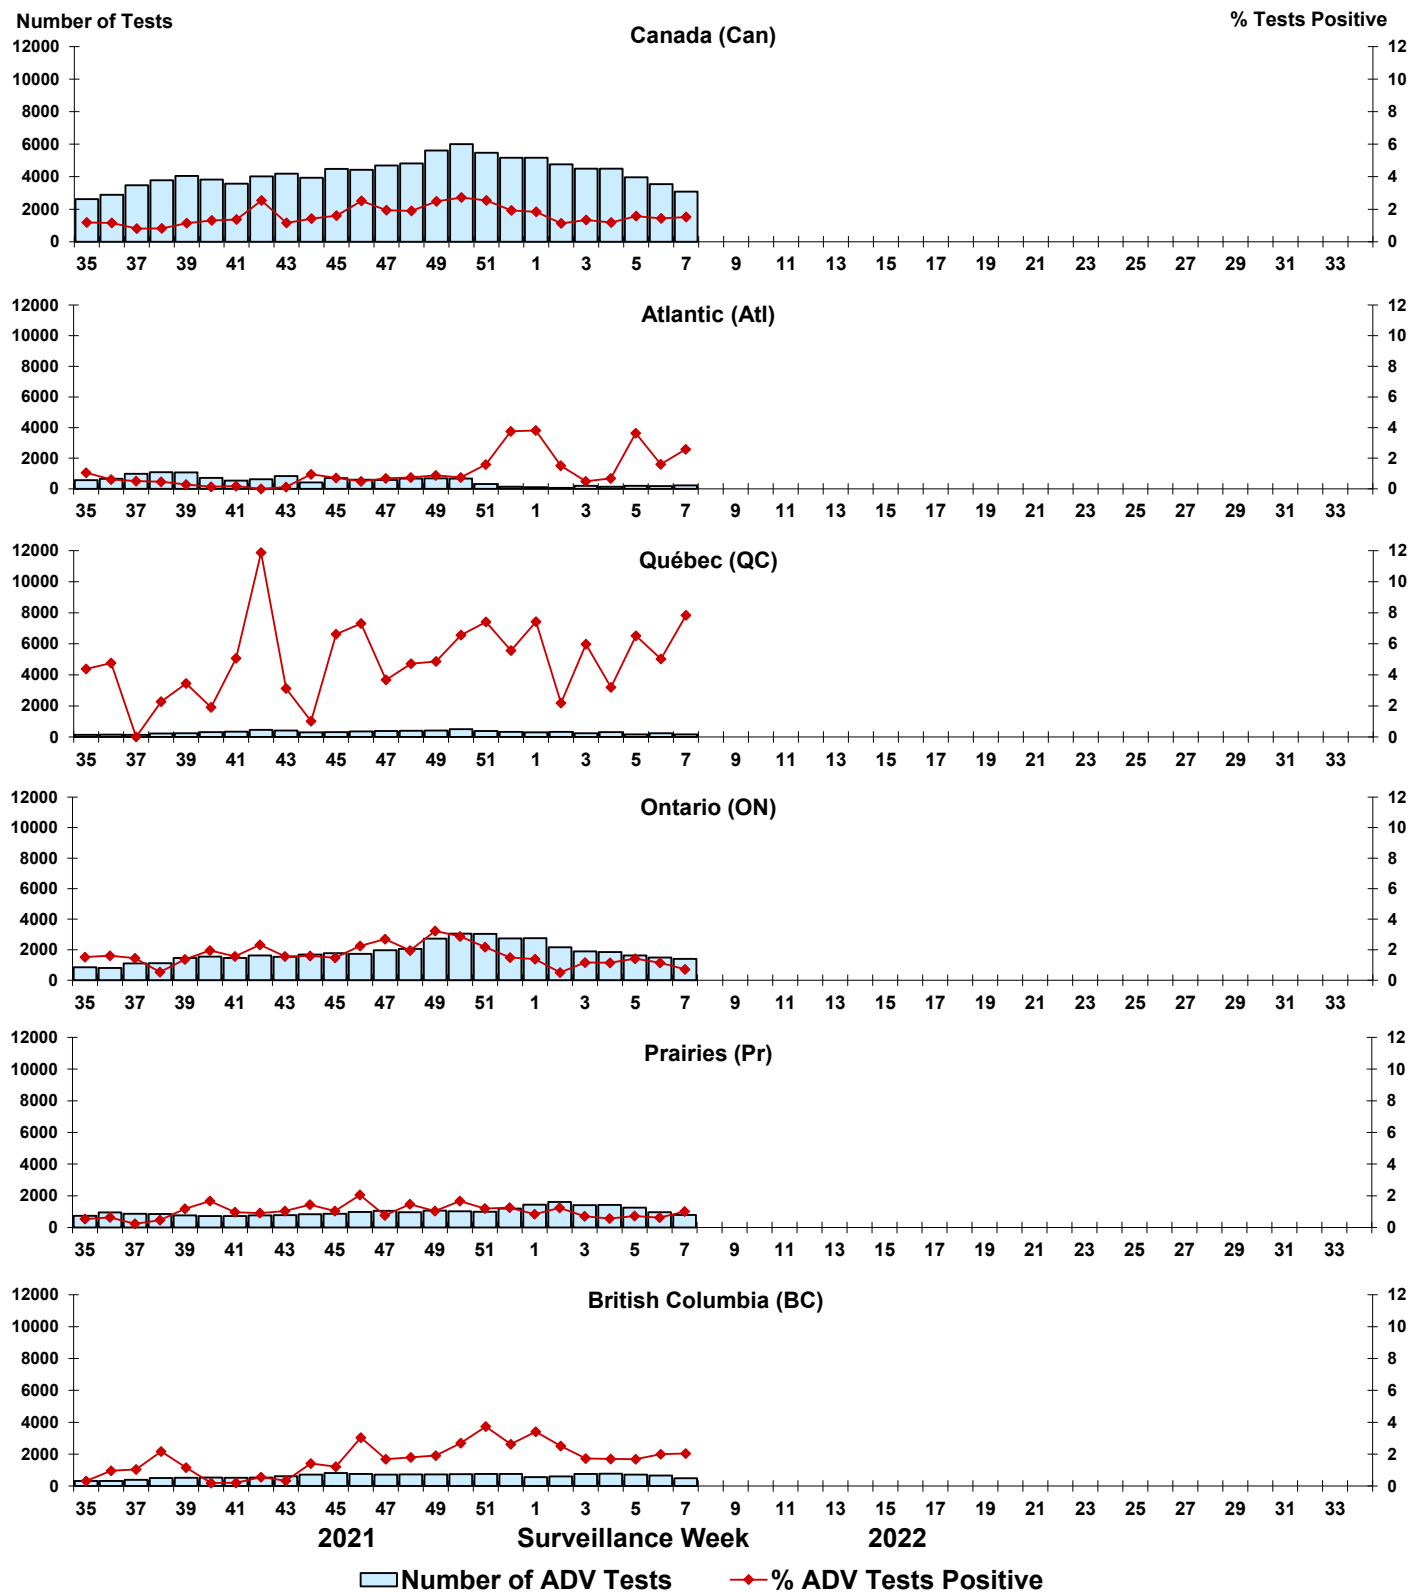 Number of Tests
% Tests Positive
Canada (Can)
12000 10000 8000 6000 4000 2000 0
12 10 8 6 4 2 0
35 37 39 41 43 45 47 49 51 1 3 5 7 9 11 13 15 17 19 21 23 25 27 29 31 33
Atlantic (Atl)
12000 10000 8000 6000 4000 2000 0
12 10 8 6 4 2 0
35 37 39 41 43 45 47 49 51 1 3 5 7 9 11 13 15 17 19 21 23 25 27 29 31 33
Québec (QC)
12000 10000 8000 6000 4000 2000 0
12 10 8 6 4 2 0
35 37 39 41 43 45 47 49 51 1 3 5 7 9 11 13 15 17 19 21 23 25 27 29 31 33
Ontario (ON)
12000 10000 8000 6000 4000 2000 0
12 10 8 6 4 2 0
35 37 39 41 43 45 47 49 51 1 3 5 7 9 11 13 15 17 19 21 23 25 27 29 31 33
Prairies (Pr)
12000 10000 8000 6000 4000 2000 0
12 10 8 6 4 2 0
35 37 39 41 43 45 47 49 51 1 3 5 7 9 11 13 15 17 19 21 23 25 27 29 31 33
British Columbia (BC)
12000 10000 8000 6000 4000 2000 0
12 10 8 6 4 2 0
35 37 39 41 43 45 47 49 51 1 3 5 7 9 11 13 15 17 19 21 23 25 27 29 31 33
2021 Surveillance Week 2022
Number of ADV Tests % ADV Tests Positive